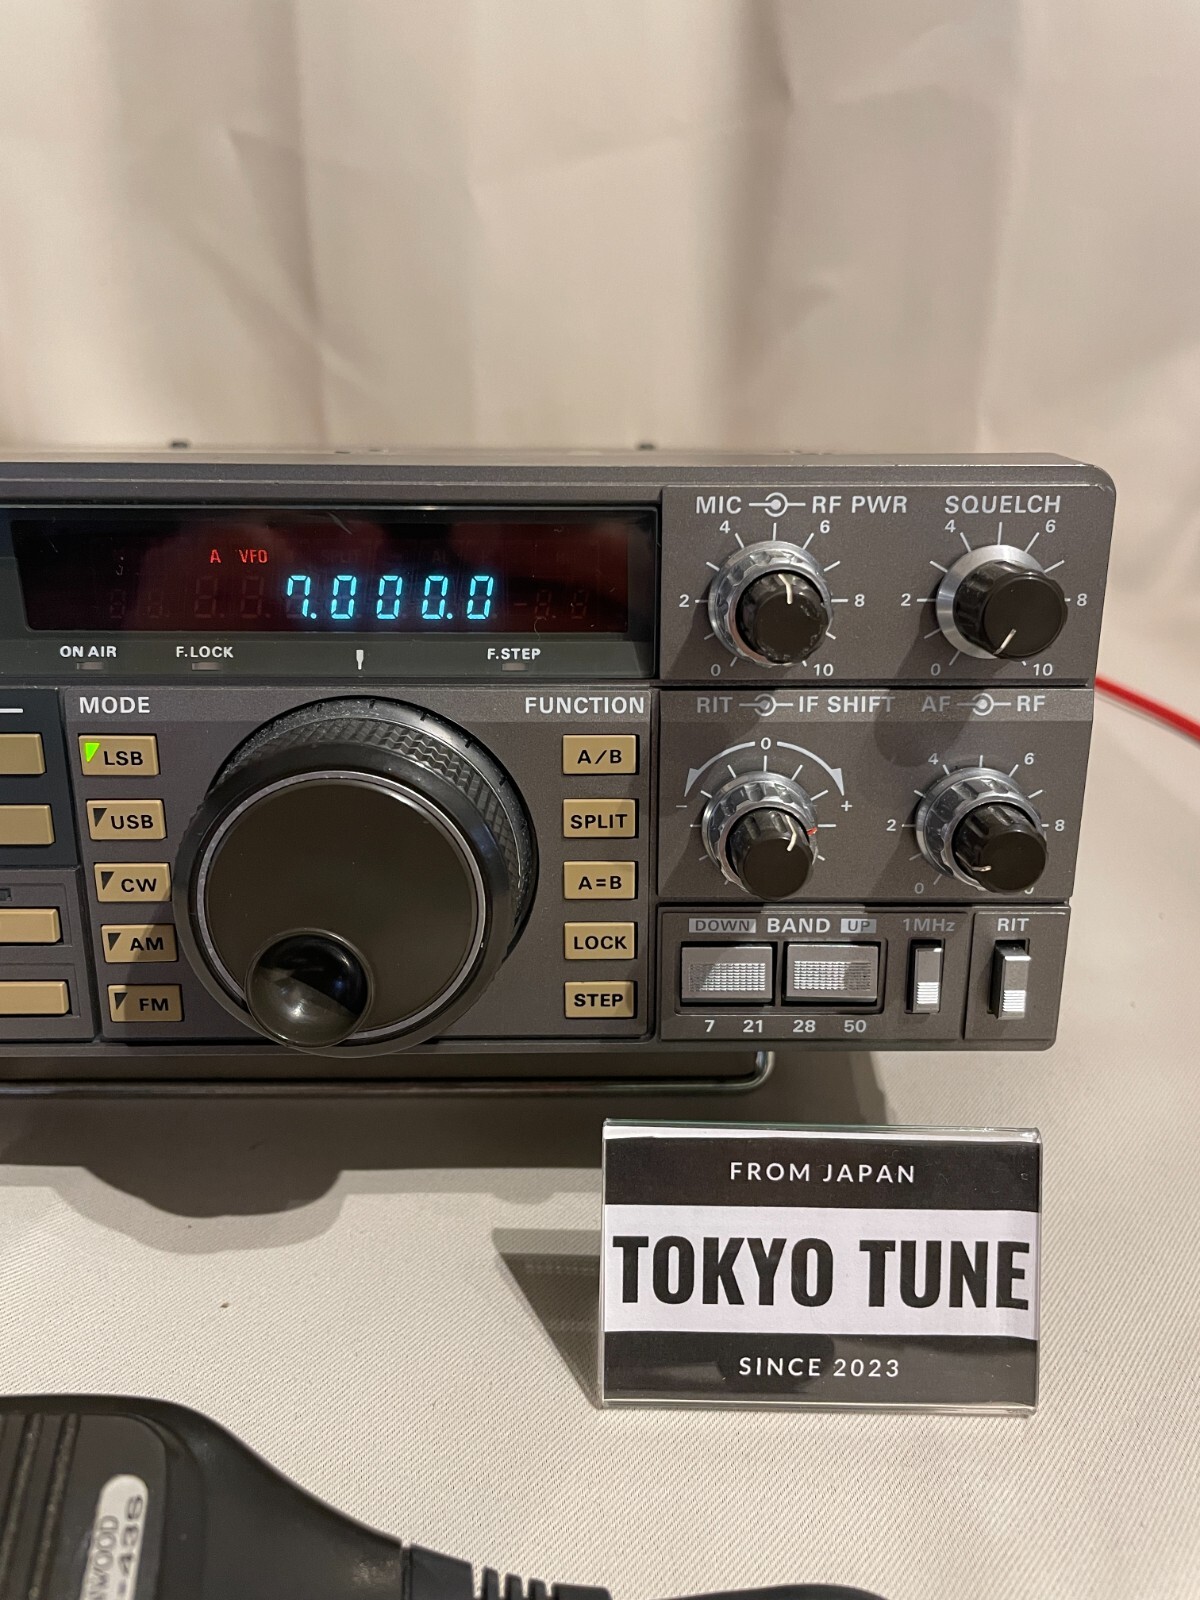 MIC RF PWR SQUELCH
4 6 4 6
2 8 2 8
0 10 0 10
A VFO
7.000.0
ON AIR F.LOCK F.STEP
MODE FUNCTION
RIT IF SHIFT AF RF
0
- +
4 6
2 8
0
LSB A/B
USB SPLIT
CW A=B
AM LOCK
FM STEP
DOWN BAND UP 1MHz RIT
7 21 28 50
FROM JAPAN
TOKYO TUNE
SINCE 2023